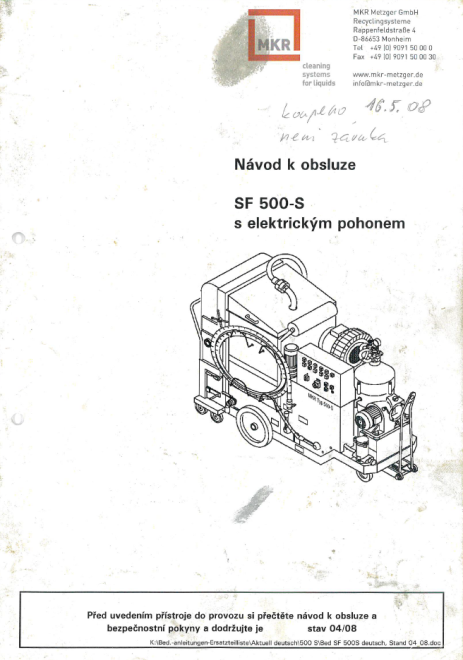 MKR
cleaning
systems
for liquids
MKR Metzger GmbH
Recyclingsysteme
Rappenfeldstraße 4
D-86653 Monheim
Tel +49 (0) 9091 50 00 0
Fax +49 (0) 9091 50 00 30
www.mkr-metzger.de
info@mkr-metzger.de
koupeno 16.5.08
není záruka
Návod k obsluze
SF 500-S
s elektrickým pohonem
MKR Typ 500-S
Před uvedením přístroje do provozu si přečtěte návod k obsluze a
bezpečnostní pokyny a dodržujte je stav 04/08
K:\Bed.-anleitungen-Ersatzteilliste\Aktuell deutsch\500 S\Bed SF 500S deutsch, Stand 04_08.doc